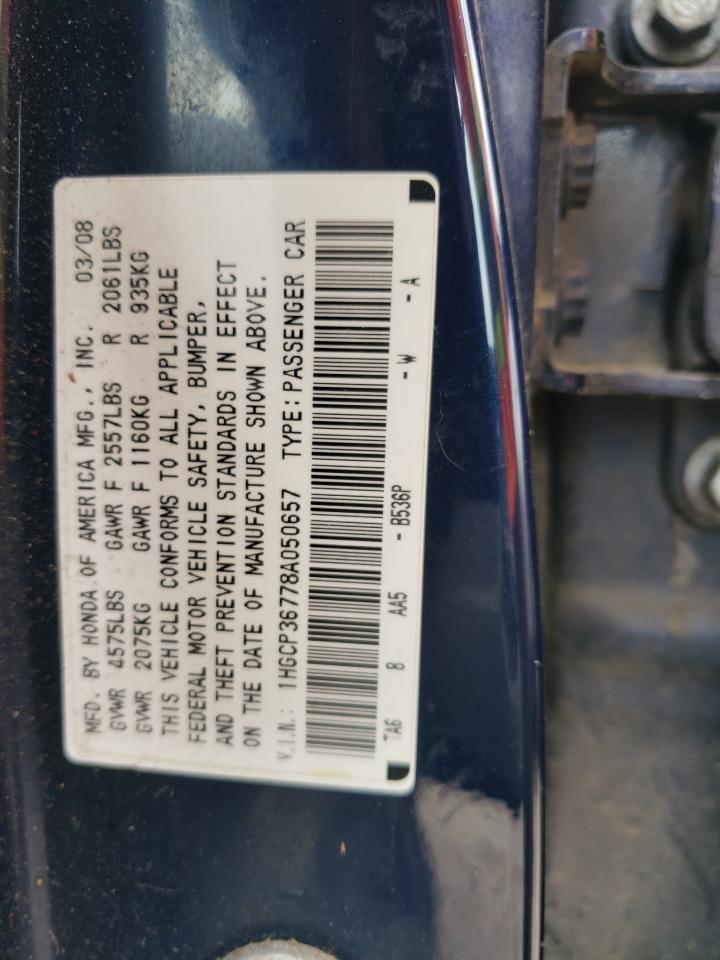 MFD. BY HONDA OF AMERICA MFG., INC. 03/08
GVWR 4575LBS GAWR F 2557LBS R 2061LBS
GVWR 2075KG GAWR F 1160KG R 935KG
THIS VEHICLE CONFORMS TO ALL APPLICABLE
FEDERAL MOTOR VEHICLE SAFETY, BUMPER,
AND THEFT PREVENTION STANDARDS IN EFFECT
ON THE DATE OF MANUFACTURE SHOWN ABOVE.
V.I.N.: 1HGCP36778A050657 TYPE: PASSENGER CAR
TA6 8 AA5 - B536P -W -A